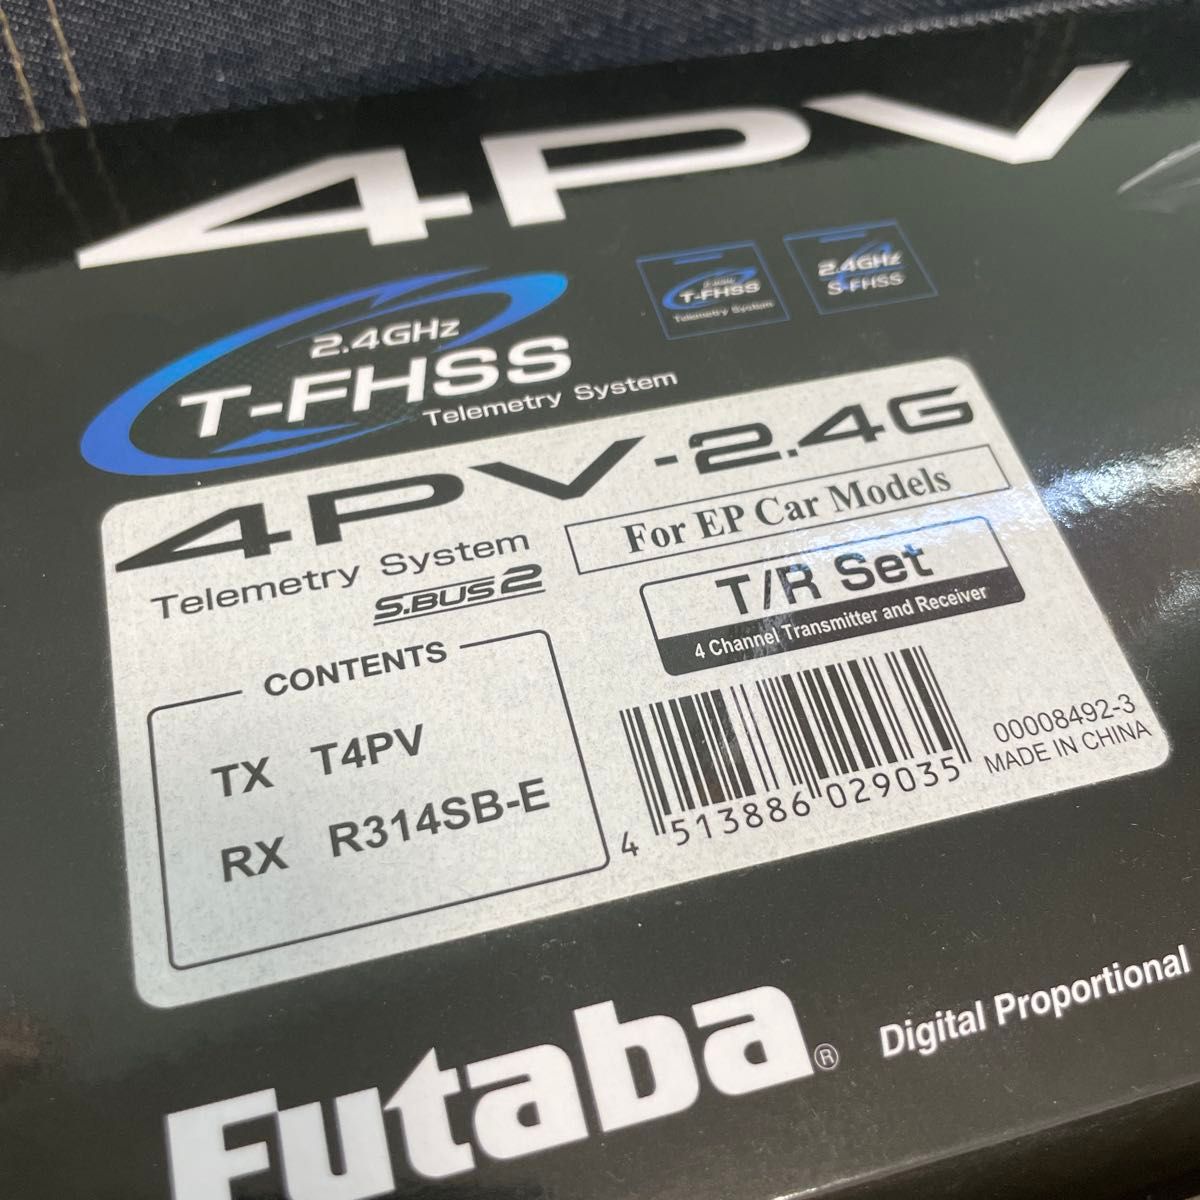 4PV
2.4GHz
T-FHSS
Telemetry System
T-FHSS
Telemetry System
2.4GHz
S-FHSS
4PV-2.4G
Telemetry System
S.BUS2
For EP Car Models
T/R Set
4 Channel Transmitter and Receiver
CONTENTS
TX T4PV
RX R314SB-E
4 513886 029035
00008492-3
MADE IN CHINA
Futaba®
Digital Proportional